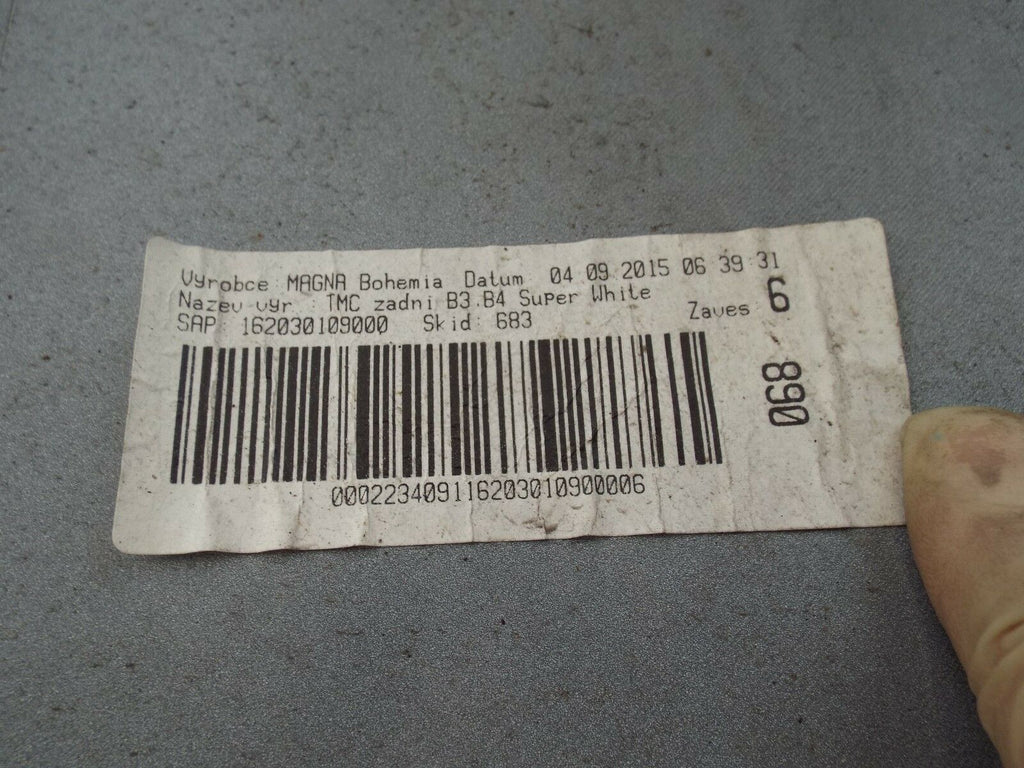 Vyrobce: MAGNA Bohemia Datum 04.09.2015 06:39:31
Nazev vyr.: TMC zadni B3.B4 Super White
SAP: 162030109000 Skid: 683 Zaves: 6
860
000223409116203010900006